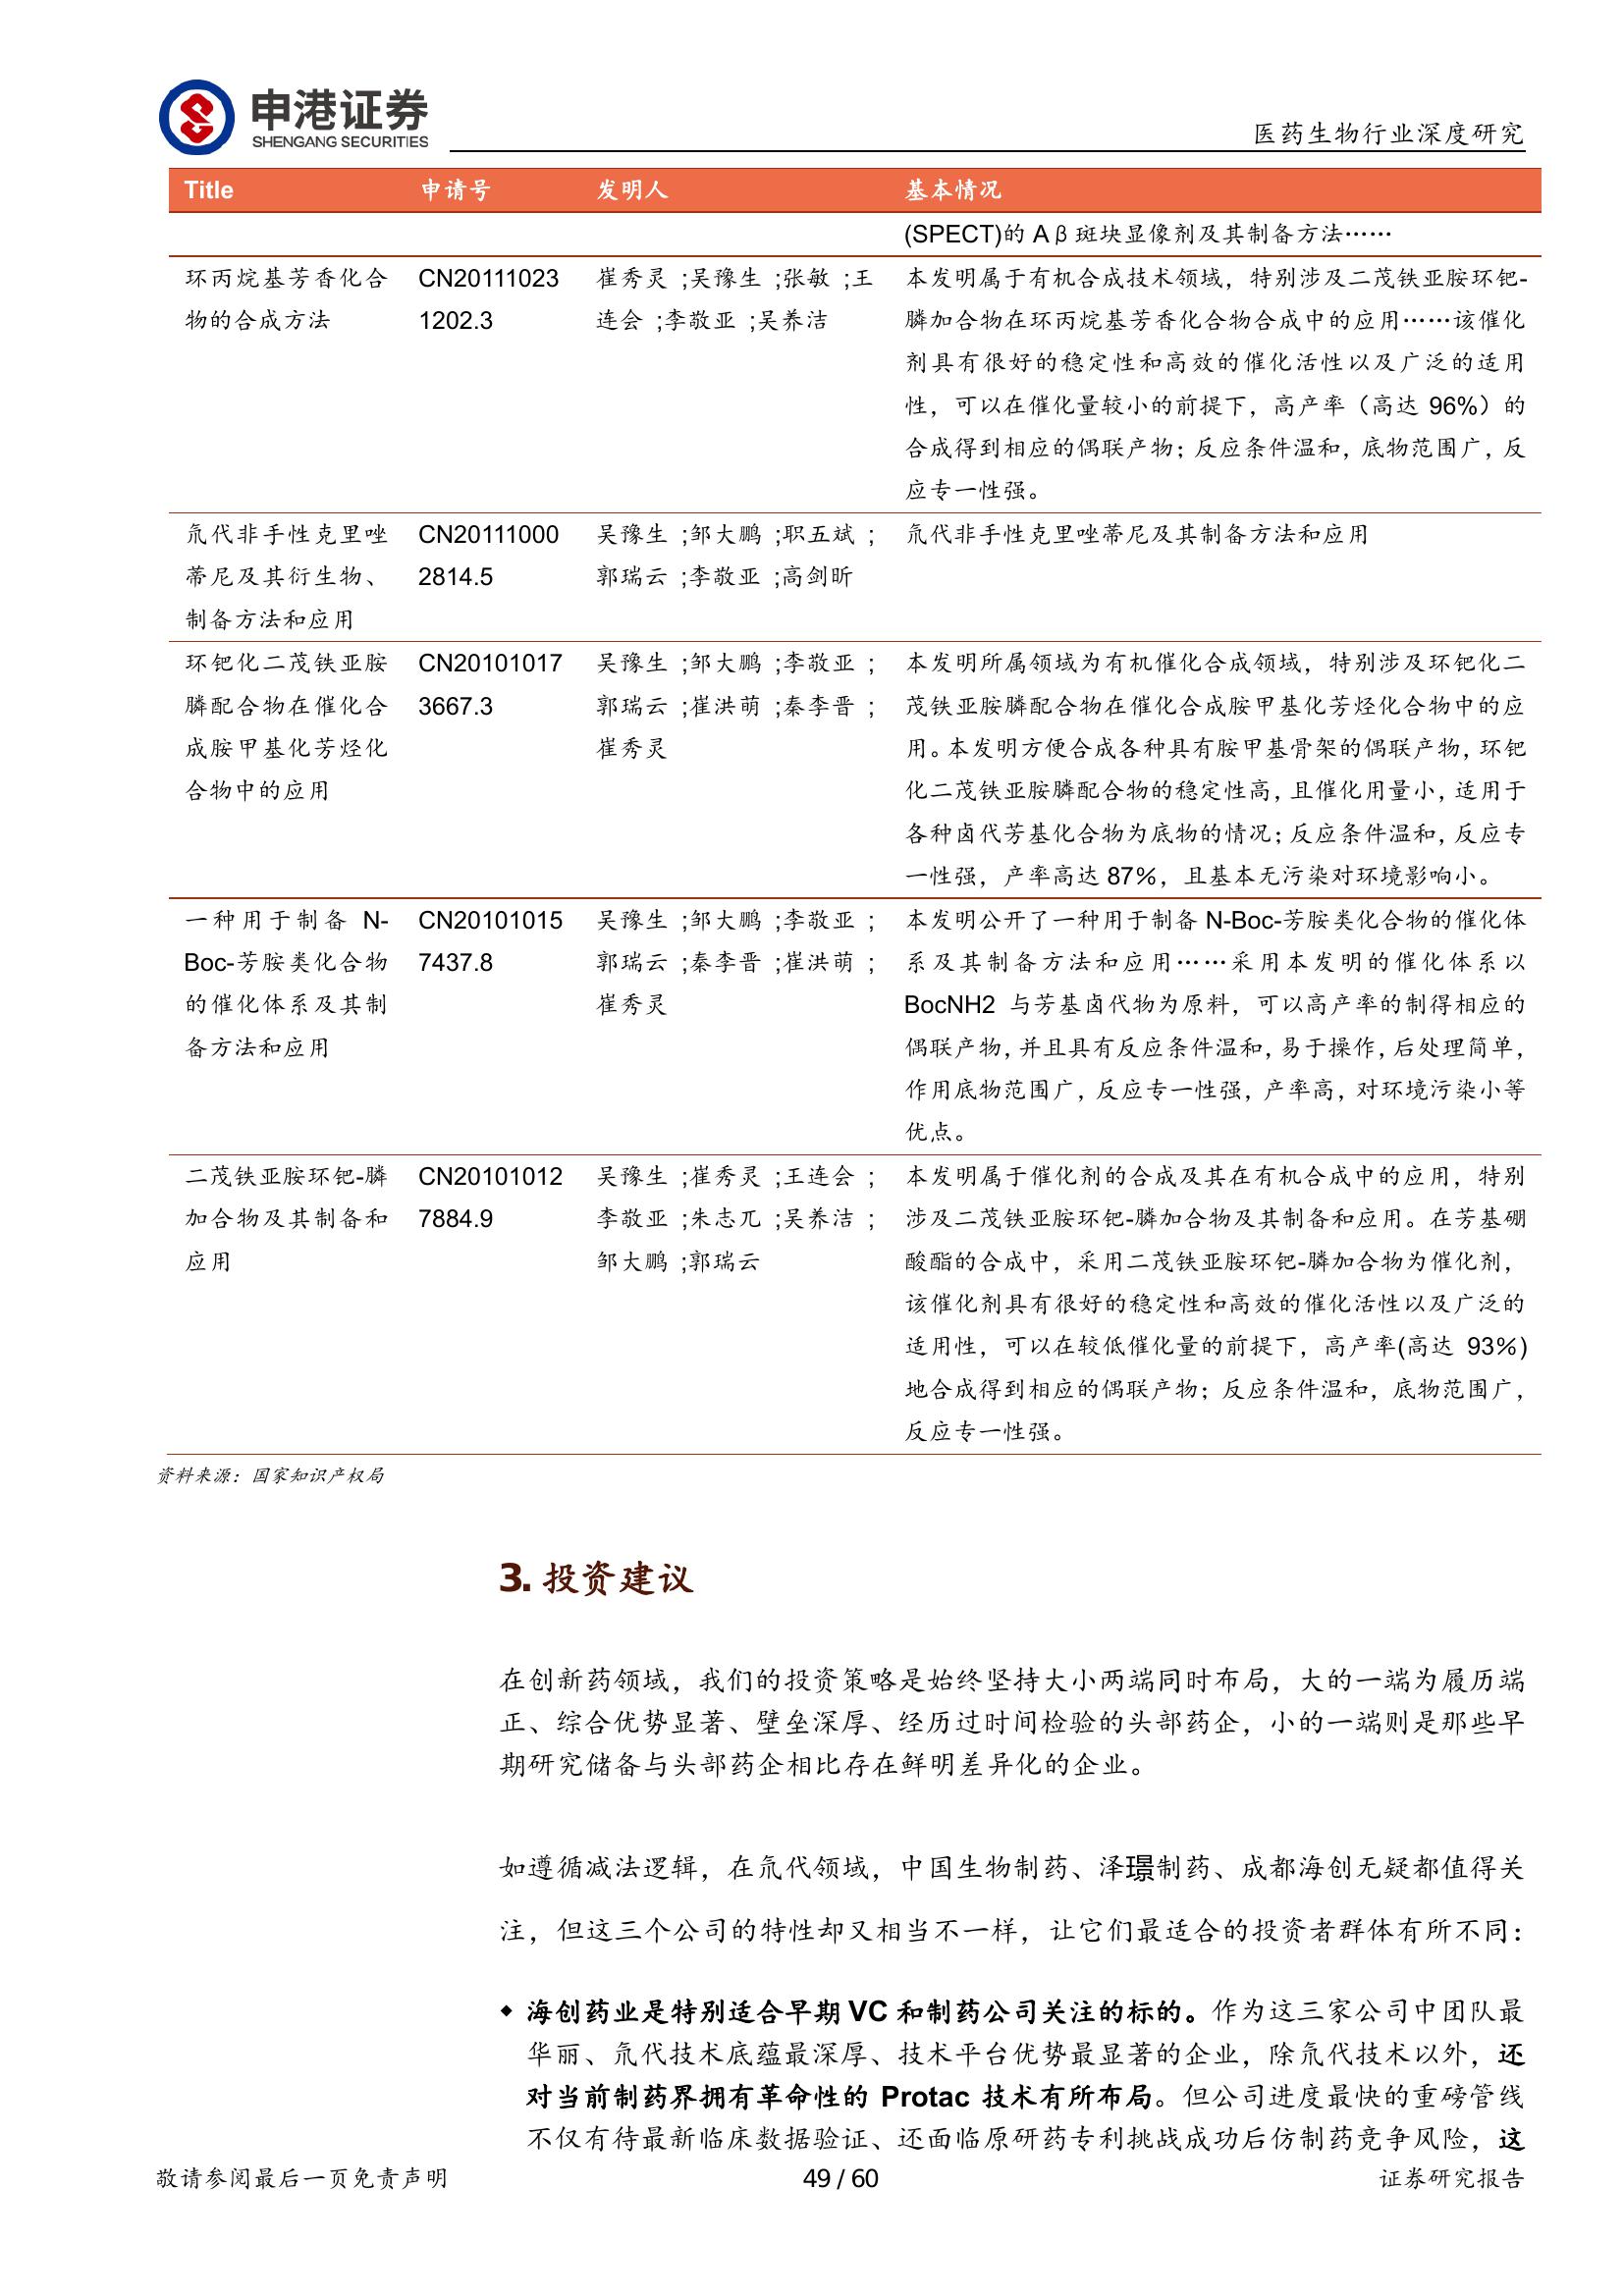 申港证券
SHENGANG SECURITIES
医药生物行业深度研究
Title 申请号 发明人 基本情况
(SPECT)的 Aβ斑块显像剂及其制备方法……
环丙烷基芳香化合 CN20111023 崔秀灵 ;吴豫生 ;张敏 ;王 本发明属于有机合成技术领域，特别涉及二茂铁亚胺环钯-
物的合成方法 1202.3 连会 ;李敬亚 ;吴养洁 膦加合物在环丙烷基芳香化合物合成中的应用……该催化
剂具有很好的稳定性和高效的催化活性以及广泛的适用
性，可以在催化量较小的前提下，高产率（高达 96%）的
合成得到相应的偶联产物；反应条件温和，底物范围广，反
应专一性强。
氘代非手性克里唑 CN20111000 吴豫生 ;邹大鹏 ;职五斌 ; 氘代非手性克里唑蒂尼及其制备方法和应用
蒂尼及其衍生物、 2814.5 郭瑞云 ;李敬亚 ;高剑昕
制备方法和应用
环钯化二茂铁亚胺 CN20101017 吴豫生 ;邹大鹏 ;李敬亚 ; 本发明所属领域为有机催化合成领域，特别涉及环钯化二
膦配合物在催化合 3667.3 郭瑞云 ;崔洪萌 ;秦李晋 ; 茂铁亚胺膦配合物在催化合成胺甲基化芳烃化合物中的应
成胺甲基化芳烃化 崔秀灵 用。本发明方便合成各种具有胺甲基骨架的偶联产物，环钯
合物中的应用 化二茂铁亚胺膦配合物的稳定性高，且催化用量小，适用于
各种卤代芳基化合物为底物的情况；反应条件温和，反应专
一性强，产率高达 87％，且基本无污染对环境影响小。
一种用于制备 N- CN20101015 吴豫生 ;邹大鹏 ;李敬亚 ; 本发明公开了一种用于制备 N-Boc-芳胺类化合物的催化体
Boc-芳胺类化合物 7437.8 郭瑞云 ;秦李晋 ;崔洪萌 ; 系及其制备方法和应用……采用本发明的催化体系以
的催化体系及其制 崔秀灵 BocNH2 与芳基卤代物为原料，可以高产率的制得相应的
备方法和应用 偶联产物，并且具有反应条件温和，易于操作，后处理简单，
作用底物范围广，反应专一性强，产率高，对环境污染小等
优点。
二茂铁亚胺环钯-膦 CN20101012 吴豫生 ;崔秀灵 ;王连会 ; 本发明属于催化剂的合成及其在有机合成中的应用，特别
加合物及其制备和 7884.9 李敬亚 ;朱志兀 ;吴养洁 ; 涉及二茂铁亚胺环钯-膦加合物及其制备和应用。在芳基硼
应用 邹大鹏 ;郭瑞云 酸酯的合成中，采用二茂铁亚胺环钯-膦加合物为催化剂，
该催化剂具有很好的稳定性和高效的催化活性以及广泛的
适用性，可以在较低催化量的前提下，高产率(高达 93％)
地合成得到相应的偶联产物；反应条件温和，底物范围广，
反应专一性强。
资料来源：国家知识产权局
3. 投资建议
在创新药领域，我们的投资策略是始终坚持大小两端同时布局，大的一端为履历端
正、综合优势显著、壁垒深厚、经历过时间检验的头部药企，小的一端则是那些早
期研究储备与头部药企相比存在鲜明差异化的企业。
如遵循减法逻辑，在氘代领域，中国生物制药、泽璟制药、成都海创无疑都值得关
注，但这三个公司的特性却又相当不一样，让它们最适合的投资者群体有所不同：
◆ 海创药业是特别适合早期 VC 和制药公司关注的标的。作为这三家公司中团队最
华丽、氘代技术底蕴最深厚、技术平台优势最显著的企业，除氘代技术以外，还
对当前制药界拥有革命性的 Protac 技术有所布局。但公司进度最快的重磅管线
不仅有待最新临床数据验证、还面临原研药专利挑战成功后仿制药竞争风险，这
敬请参阅最后一页免责声明 49 / 60 证券研究报告